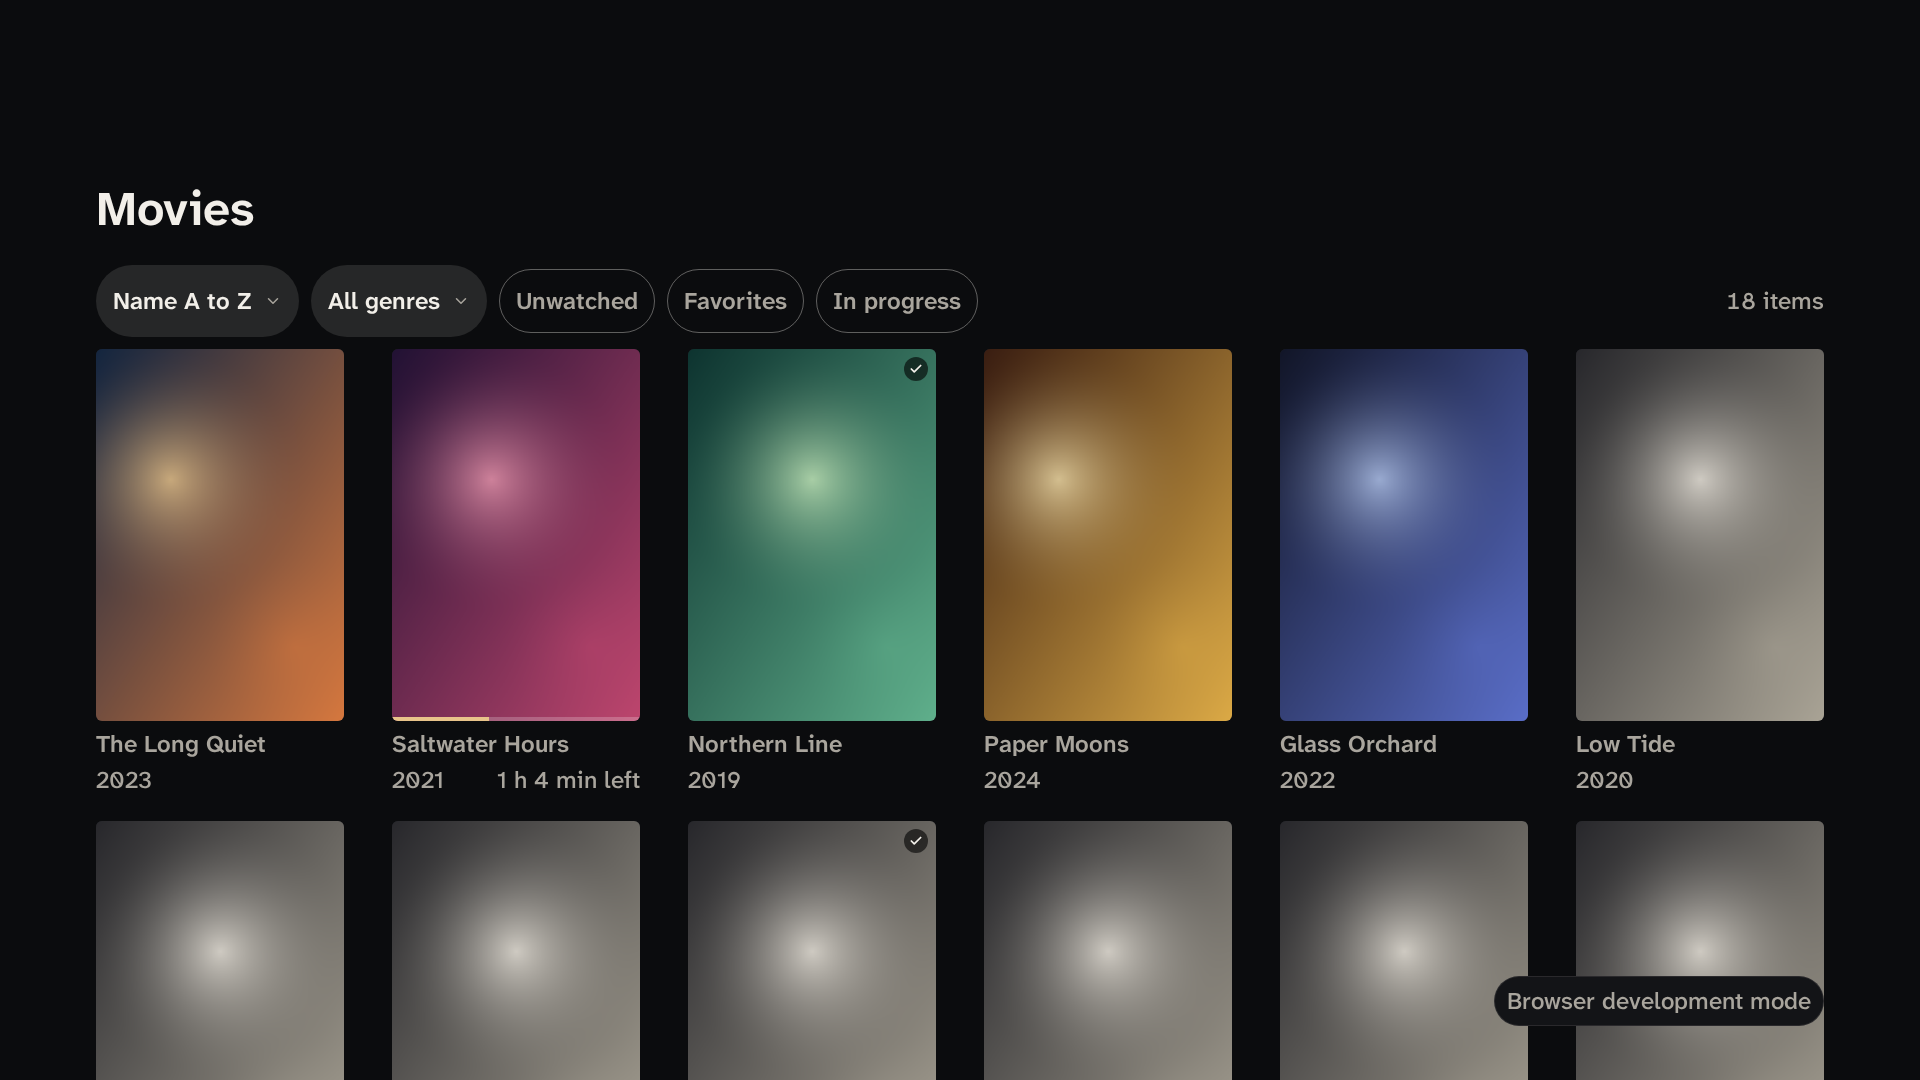 Movies
Name A to Z
All genres
Unwatched
Favorites
In progress
18 items
The Long Quiet
2023
Saltwater Hours
2021
1 h 4 min left
Northern Line
2019
Paper Moons
2024
Glass Orchard
2022
Low Tide
2020
Browser development mode